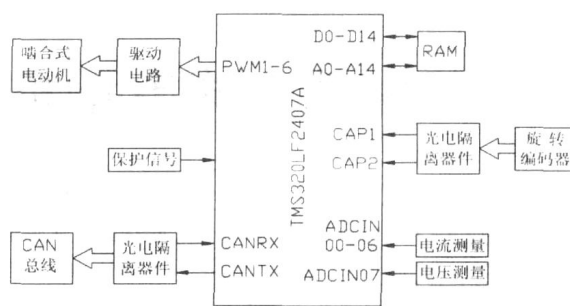 啮合式
电动机
驱动
电路
PWM1-6
D0-D14
A0-A14
RAM
TMS320LF2407A
CAP1
CAP2
光电隔
离器件
旋转
编码器
保护信号
CAN
总线
光电隔
离器件
CANRX
CANTX
ADCIN
00-06
ADCIN07
电流测量
电压测量